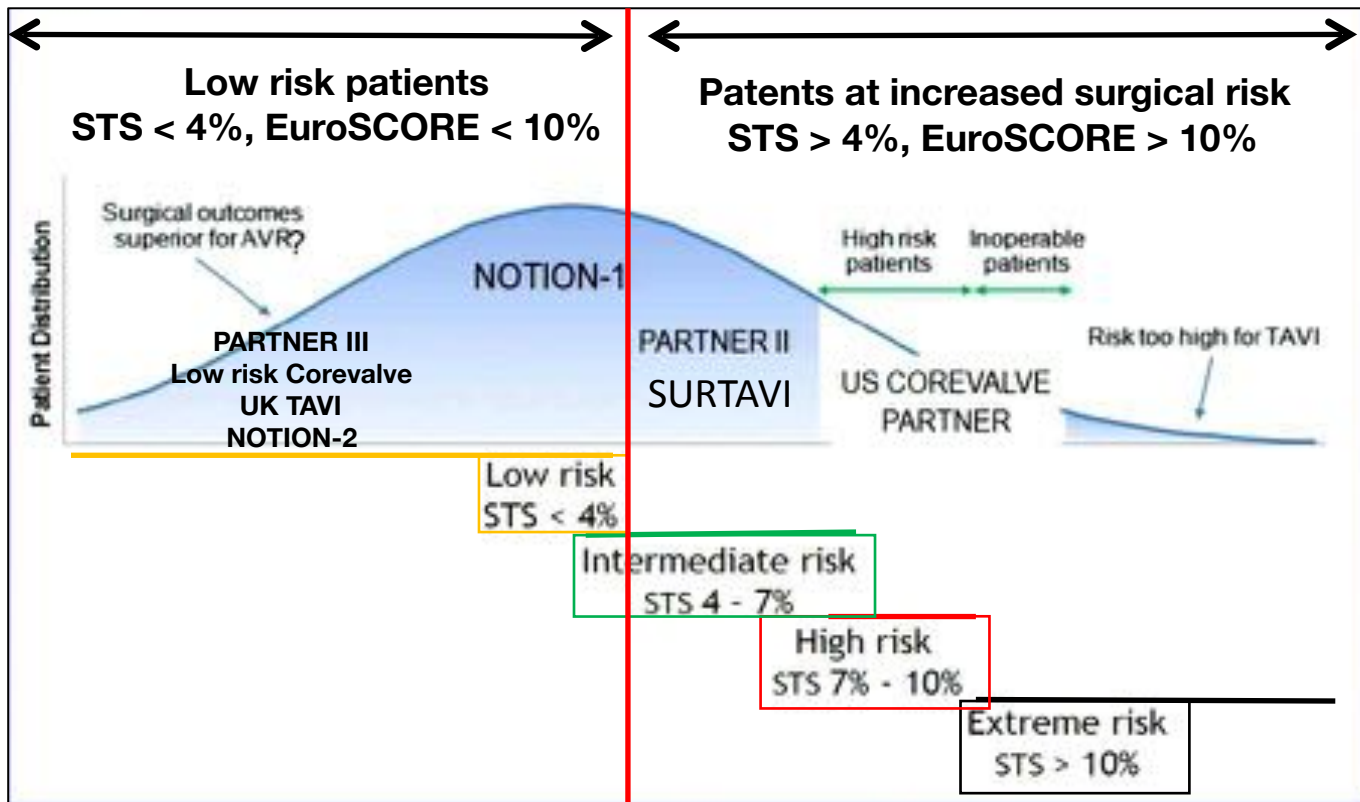 Low risk patients
STS < 4%, EuroSCORE < 10%
Patents at increased surgical risk
STS > 4%, EuroSCORE > 10%
Patient Distribution
Surgical outcomes
superior for AVR?
NOTION-1
PARTNER III
Low risk Corevalve
UK TAVI
NOTION-2
PARTNER II
SURTAVI
High risk
patients
Inoperable
patients
US COREVALVE
PARTNER
Risk too high for TAVI
Low risk
STS < 4%
Intermediate risk
STS 4 - 7%
High risk
STS 7% - 10%
Extreme risk
STS > 10%